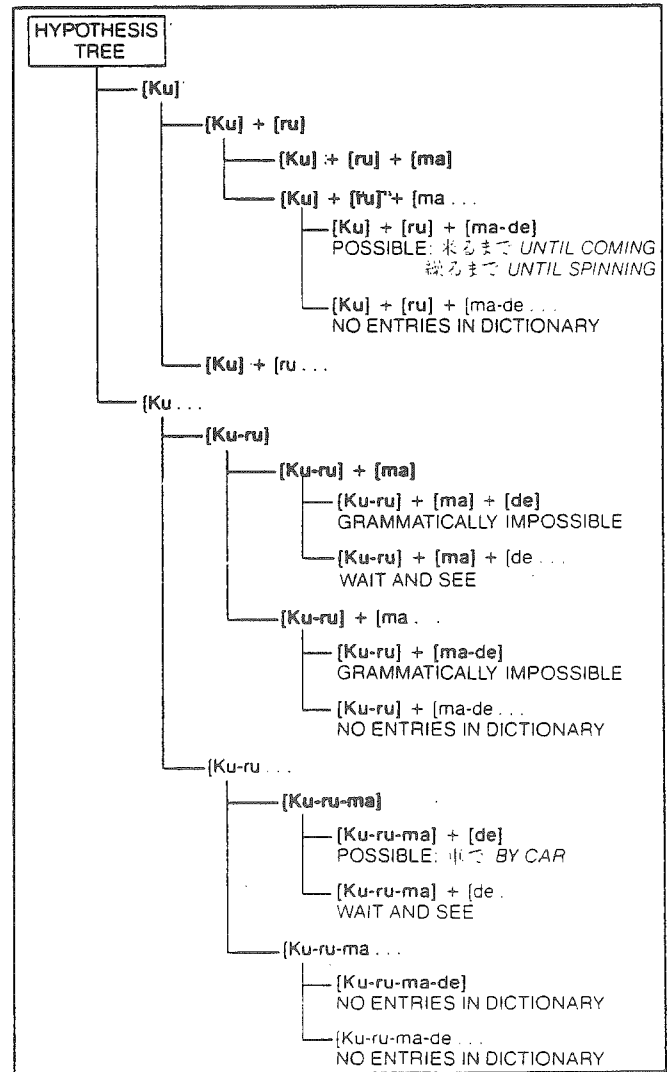 HYPOTHESIS
TREE
[Ku]
[Ku] + [ru]
[Ku] + [ru] + [ma]
[Ku] + [ru] + [ma . . .
[Ku] + [ru] + [ma-de]
POSSIBLE: 来るまで UNTIL COMING
繰るまで UNTIL SPINNING
[Ku] + [ru] + [ma-de . . .
NO ENTRIES IN DICTIONARY
[Ku] + [ru . . .
[Ku . . .
[Ku-ru]
[Ku-ru] + [ma]
[Ku-ru] + [ma] + [de]
GRAMMATICALLY IMPOSSIBLE
[Ku-ru] + [ma] + [de . . .
WAIT AND SEE
[Ku-ru] + [ma . .
[Ku-ru] + [ma-de]
GRAMMATICALLY IMPOSSIBLE
[Ku-ru] + [ma-de . . .
NO ENTRIES IN DICTIONARY
[Ku-ru . . .
[Ku-ru-ma]
[Ku-ru-ma] + [de]
POSSIBLE: 車で BY CAR
[Ku-ru-ma] + [de .
WAIT AND SEE
[Ku-ru-ma . . .
[Ku-ru-ma-de]
NO ENTRIES IN DICTIONARY
[Ku-ru-ma-de . . .
NO ENTRIES IN DICTIONARY